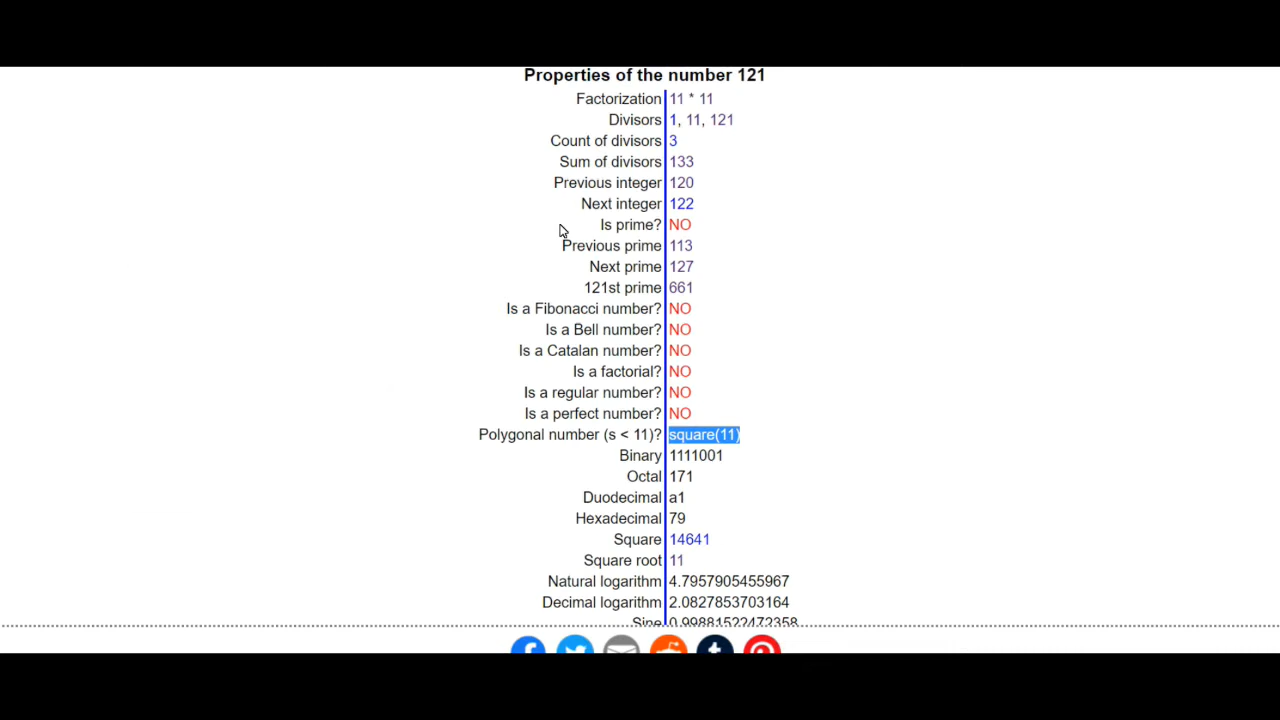 Properties of the number 121
Factorization 11 * 11
Divisors 1, 11, 121
Count of divisors 3
Sum of divisors 133
Previous integer 120
Next integer 122
Is prime? NO
Previous prime 113
Next prime 127
121st prime 661
Is a Fibonacci number? NO
Is a Bell number? NO
Is a Catalan number? NO
Is a factorial? NO
Is a regular number? NO
Is a perfect number? NO
Polygonal number (s < 11)? square(11)
Binary 1111001
Octal 171
Duodecimal a1
Hexadecimal 79
Square 14641
Square root 11
Natural logarithm 4.7957905455967
Decimal logarithm 2.0827853703164
Sine 0.99881522472358